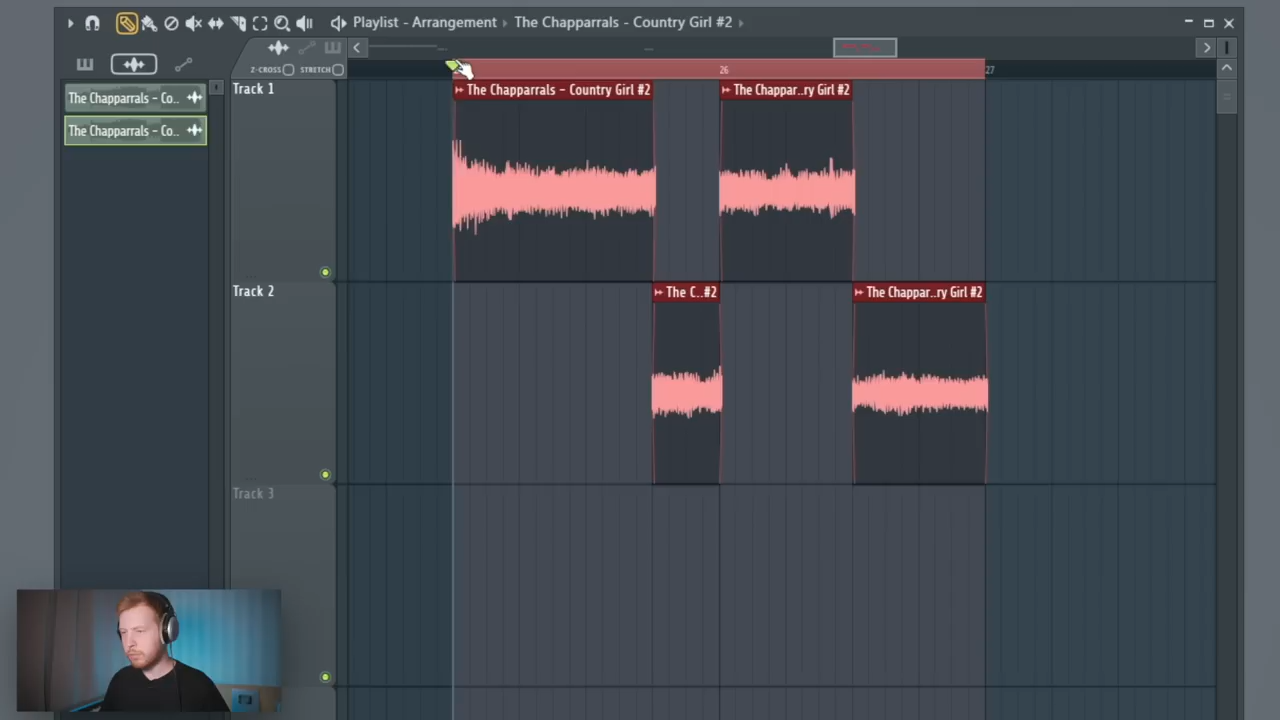 Playlist - Arrangement › The Chapparrals - Country Girl #2 ›
Z-CROSS STRETCH
26 27
The Chapparrals - Co..
The Chapparrals - Co..
Track 1
The Chapparrals - Country Girl #2
The Chappar..ry Girl #2
Track 2
The C..#2
The Chappar..ry Girl #2
Track 3